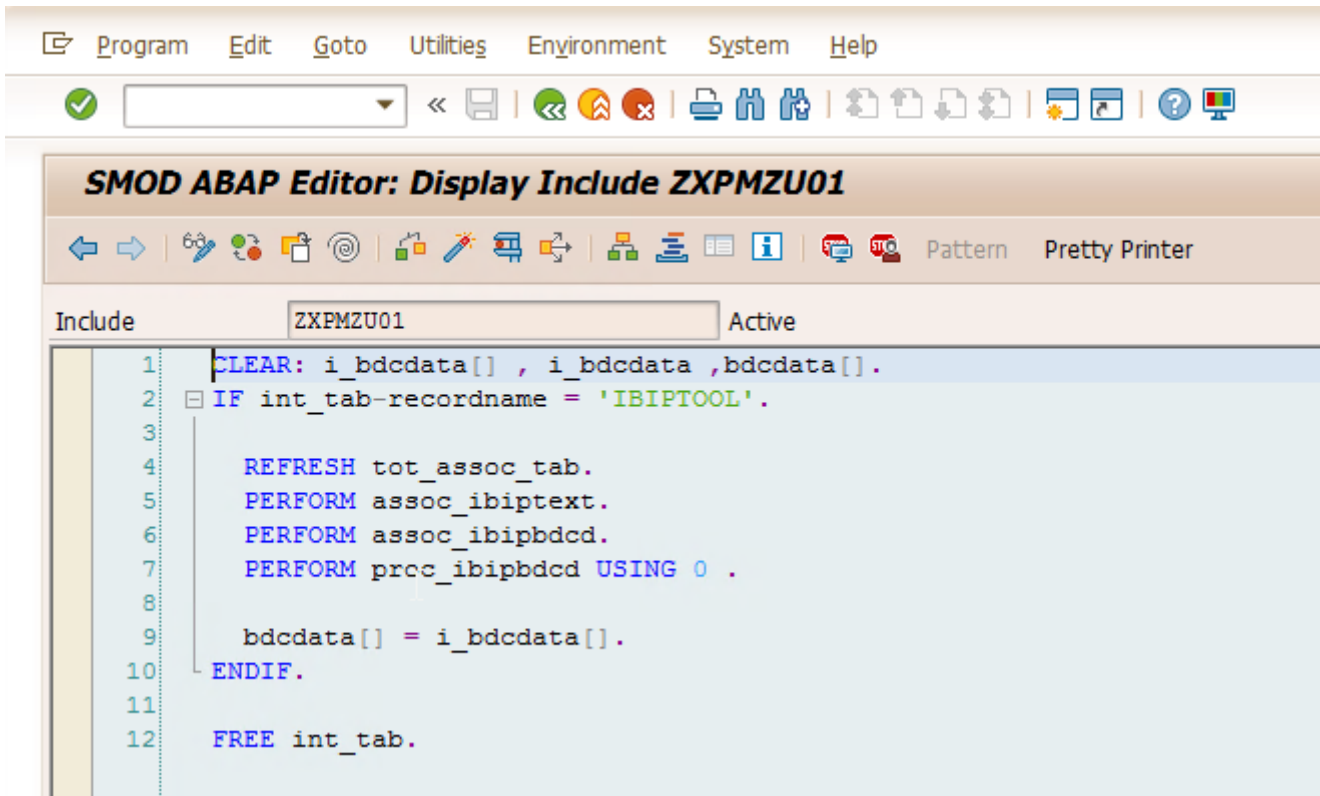 Program Edit Goto Utilities Environment System Help
SMOD ABAP Editor: Display Include ZXPMZU01
Pattern Pretty Printer
Include ZXPMZU01 Active
1 CLEAR: i_bdcdata[] , i_bdcdata ,bdcdata[].
2 IF int_tab-recordname = 'IBIPTOOL'.
3
4 REFRESH tot_assoc_tab.
5 PERFORM assoc_ibiptext.
6 PERFORM assoc_ibipbdcd.
7 PERFORM proc_ibipbdcd USING 0 .
8
9 bdcdata[] = i_bdcdata[].
10 ENDIF.
11
12 FREE int_tab.